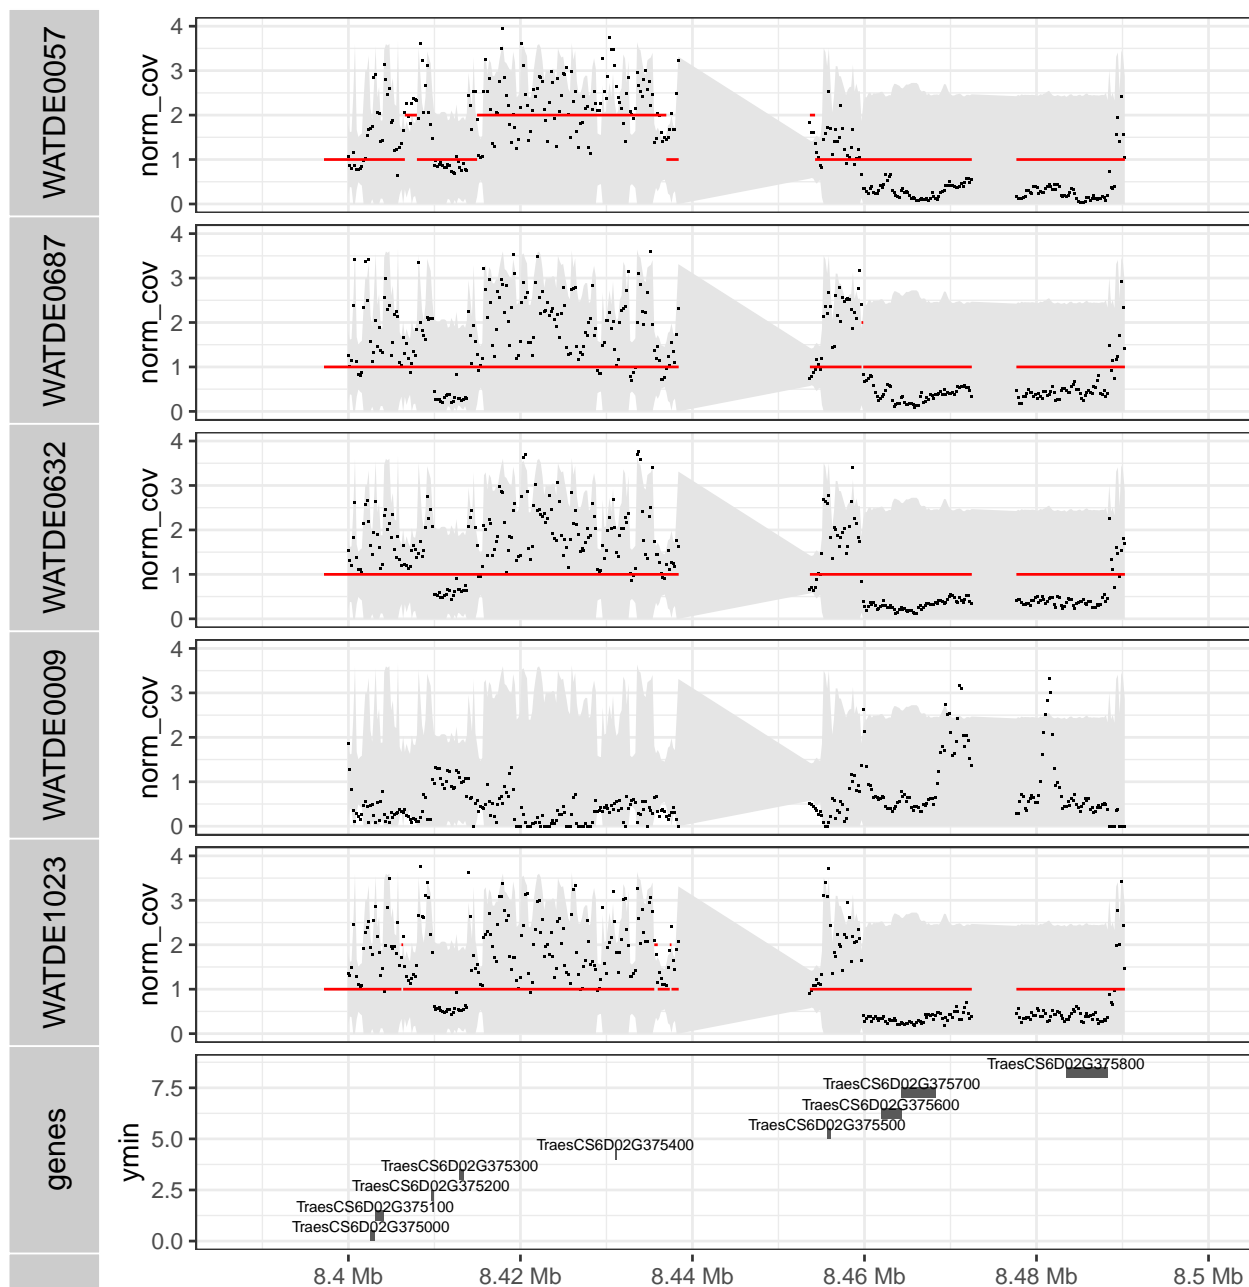 WATDE0057
norm_cov
4
3
2
1
0
WATDE0687
norm_cov
4
3
2
1
0
WATDE0632
norm_cov
4
3
2
1
0
WATDE0009
norm_cov
4
3
2
1
0
WATDE1023
norm_cov
4
3
2
1
0
genes
ymin
7.5
5.0
2.5
0.0
TraesCS6D02G375800
TraesCS6D02G375700
TraesCS6D02G375600
TraesCS6D02G375500
TraesCS6D02G375400
TraesCS6D02G375300
TraesCS6D02G375200
TraesCS6D02G375100
TraesCS6D02G375000
8.4 Mb 8.42 Mb 8.44 Mb 8.46 Mb 8.48 Mb 8.5 Mb